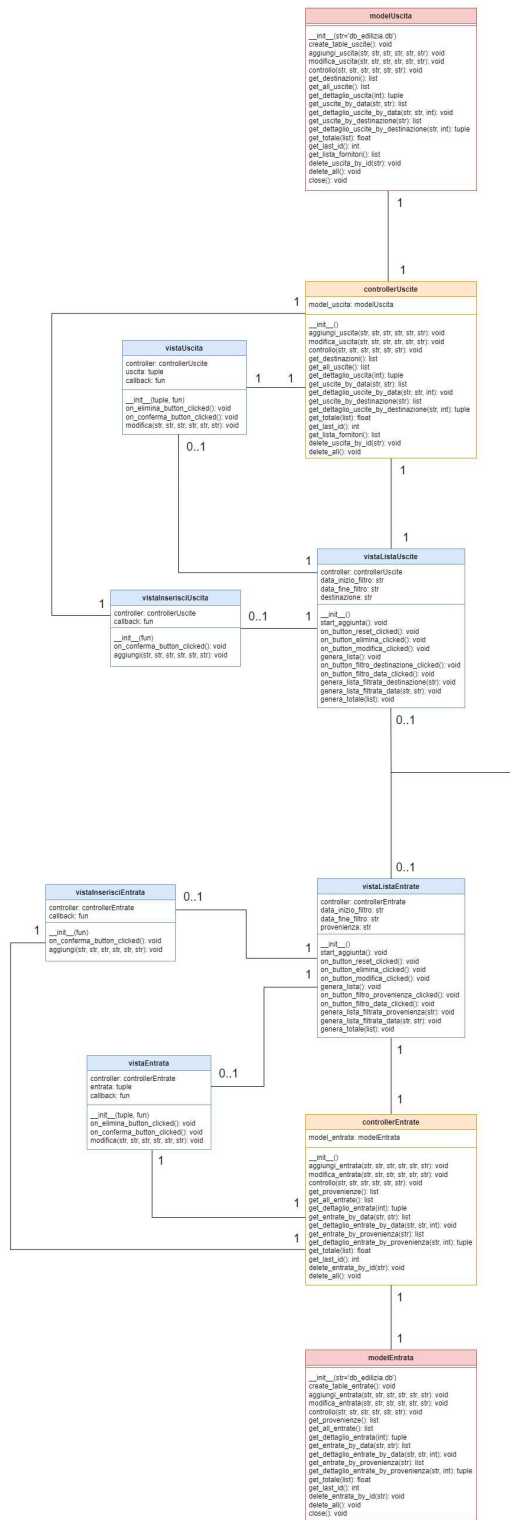 modelUscita
__init__(str='db_edilizia.db')
create_table_uscite(): void
aggiungi_uscita(str, str, str, str, str, str): void
modifica_uscita(str, str, str, str, str, str): void
controllo(str, str, str, str, str, str): void
get_destinazioni(): list
get_all_uscite(): list
get_dettaglio_uscita(int): tuple
get_uscite_by_data(str, str): list
get_dettaglio_uscite_by_data(str, str, int): void
get_uscite_by_destinazione(str): list
get_dettaglio_uscite_by_destinazione(str, int): tuple
get_totale(list): float
get_last_id(): int
get_lista_fornitori(): list
delete_uscita_by_id(str): void
delete_all(): void
close(): void
1
1
controllerUscite
model_uscita: modelUscita
__init__()
aggiungi_uscita(str, str, str, str, str, str): void
modifica_uscita(str, str, str, str, str, str): void
controllo(str, str, str, str, str, str): void
get_destinazioni(): list
get_all_uscite(): list
get_dettaglio_uscita(int): tuple
get_uscite_by_data(str, str): list
get_dettaglio_uscite_by_data(str, str, int): void
get_uscite_by_destinazione(str): list
get_dettaglio_uscite_by_destinazione(str, int): tuple
get_totale(list): float
get_last_id(): int
get_lista_fornitori(): list
delete_uscita_by_id(str): void
delete_all(): void
1
vistaUscita
controller: controllerUscite
uscita: tuple
callback: fun
__init__(tuple, fun)
on_elimina_button_clicked(): void
on_conferma_button_clicked(): void
modifica(str, str, str, str, str, str): void
1
1
0..1
1
1
1
vistaListaUscite
controller: controllerUscite
data_inizio_filtro: str
data_fine_filtro: str
destinazione: str
__init__()
start_aggiunta(): void
on_button_reset_clicked(): void
on_button_elimina_clicked(): void
on_button_modifica_clicked(): void
genera_lista(): void
on_button_filtro_destinazione_clicked(): void
on_button_filtro_data_clicked(): void
genera_lista_filtrata_destinazione(str): void
genera_lista_filtrata_data(str, str): void
genera_totale(list): void
1
vistaInserisciUscita
controller: controllerUscite
callback: fun
__init__(fun)
on_conferma_button_clicked(): void
aggiungi(str, str, str, str, str, str): void
0..1
1
0..1
0..1
vistaInserisciEntrata
controller: controllerEntrate
callback: fun
__init__(fun)
on_conferma_button_clicked(): void
aggiungi(str, str, str, str, str, str): void
0..1
1
vistaListaEntrate
controller: controllerEntrate
data_inizio_filtro: str
data_fine_filtro: str
provenienza: str
__init__()
start_aggiunta(): void
on_button_reset_clicked(): void
on_button_elimina_clicked(): void
on_button_modifica_clicked(): void
genera_lista(): void
on_button_filtro_provenienza_clicked(): void
on_button_filtro_data_clicked(): void
genera_lista_filtrata_provenienza(str): void
genera_lista_filtrata_data(str, str): void
genera_totale(list): void
1
1
vistaEntrata
controller: controllerEntrate
entrata: tuple
callback: fun
__init__(tuple, fun)
on_elimina_button_clicked(): void
on_conferma_button_clicked(): void
modifica(str, str, str, str, str, str): void
0..1
1
1
1
controllerEntrate
model_entrata: modelEntrata
__init__()
aggiungi_entrata(str, str, str, str, str, str): void
modifica_entrata(str, str, str, str, str, str): void
controllo(str, str, str, str, str, str): void
get_provenienze(): list
get_all_entrate(): list
get_dettaglio_entrata(int): tuple
get_entrate_by_data(str, str): list
get_dettaglio_entrate_by_data(str, str, int): void
get_entrate_by_provenienza(str): list
get_dettaglio_entrate_by_provenienza(str, int): tuple
get_totale(list): float
get_last_id(): int
delete_entrata_by_id(str): void
delete_all(): void
1
1
1
1
modelEntrata
__init__(str='db_edilizia.db')
create_table_entrate(): void
aggiungi_entrata(str, str, str, str, str, str): void
modifica_entrata(str, str, str, str, str, str): void
controllo(str, str, str, str, str, str): void
get_provenienze(): list
get_all_entrate(): list
get_dettaglio_entrata(int): tuple
get_entrate_by_data(str, str): list
get_dettaglio_entrate_by_data(str, str, int): void
get_entrate_by_provenienza(str): list
get_dettaglio_entrate_by_provenienza(str, int): tuple
get_totale(list): float
get_last_id(): int
delete_entrata_by_id(str): void
delete_all(): void
close(): void